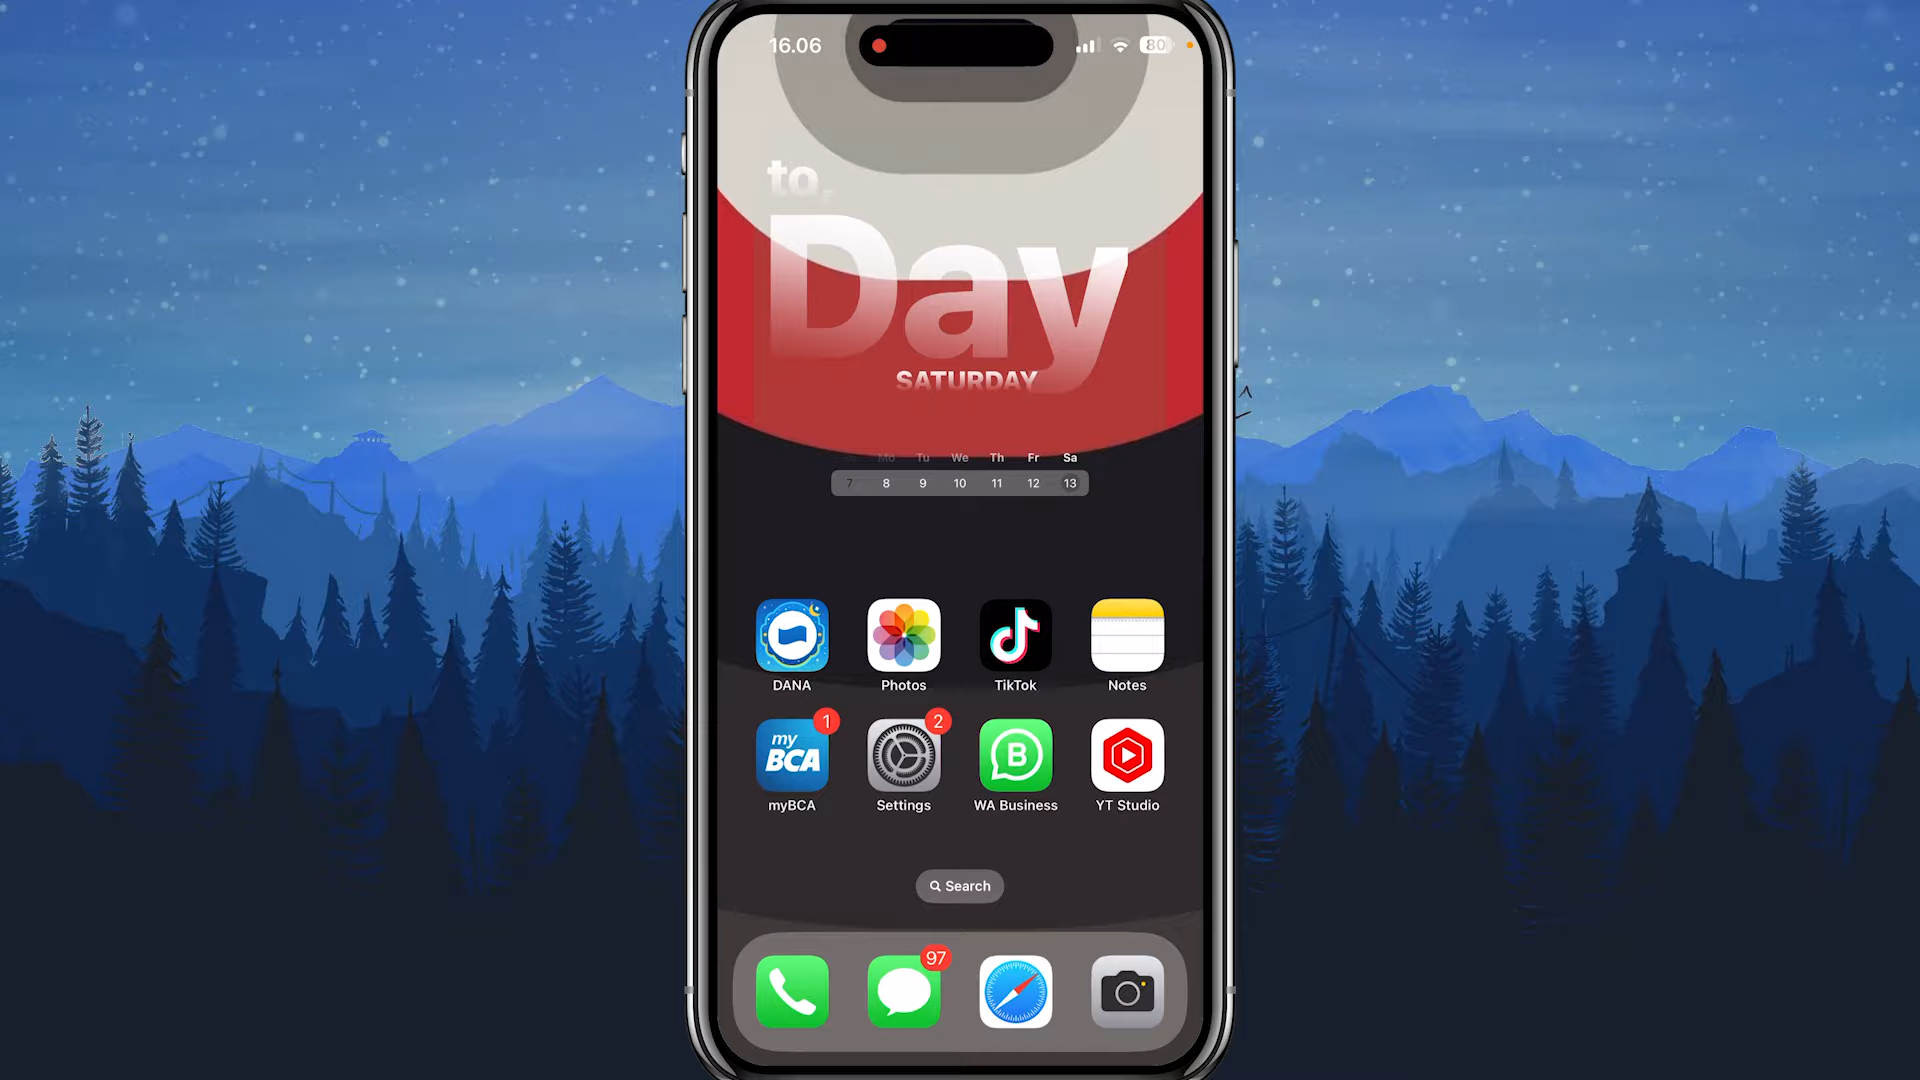 16.06
80
to,
Day
SATURDAY
Mo Tu We Th Fr Sa
7 8 9 10 11 12 13
DANA Photos TikTok Notes
1 2
my
BCA B
myBCA Settings WA Business YT Studio
Search
97